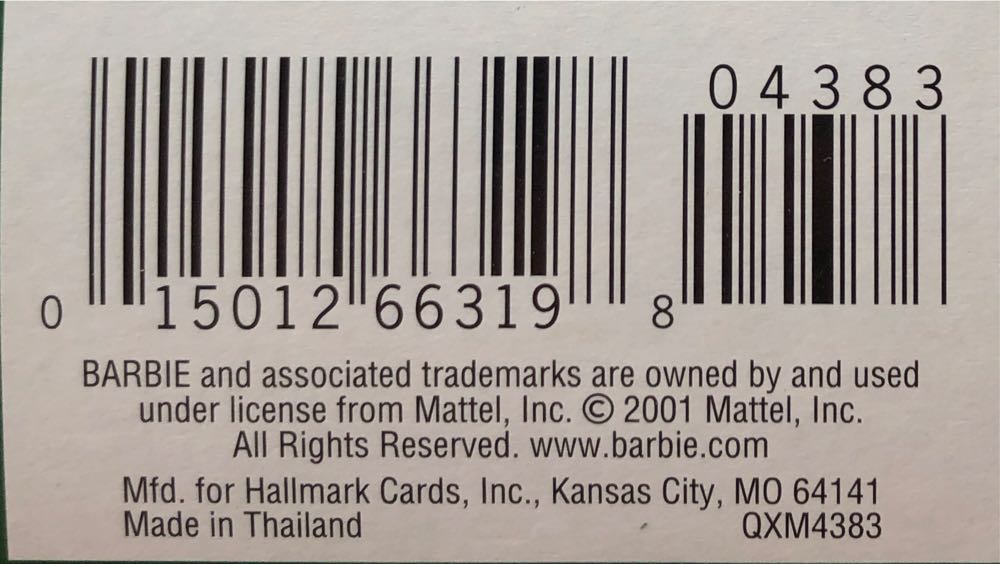 04383
0 15012 66319 8
BARBIE and associated trademarks are owned by and used
under license from Mattel, Inc. © 2001 Mattel, Inc.
All Rights Reserved. www.barbie.com
Mfd. for Hallmark Cards, Inc., Kansas City, MO 64141
Made in Thailand QXM4383